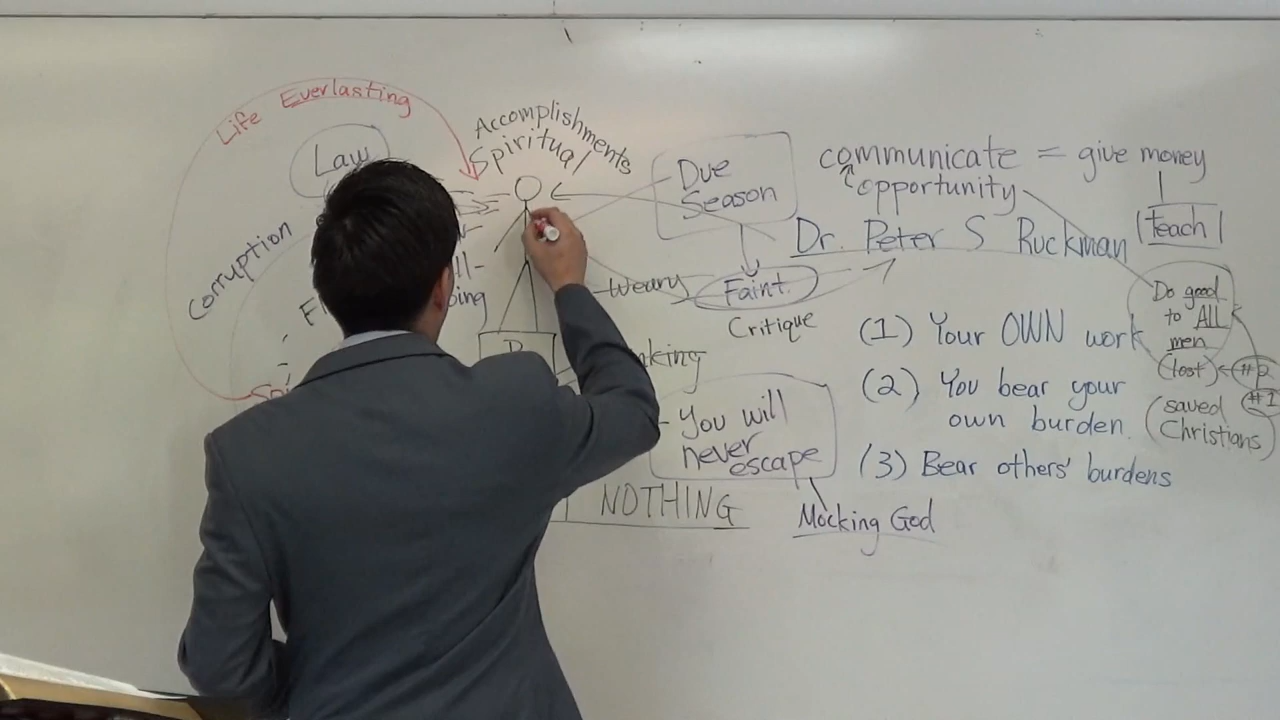 Life Everlasting
Law
Corruption
Accomplishments
Spiritual
Due
Season
Weary
Faint.
Critique
You will
never
escape
NOTHING
Mocking God
communicate = give money
opportunity
teach
Dr. Peter S Ruckman
(1) Your OWN work
(2) You bear your
own burden.
(3) Bear others' burdens
Do good
to ALL
men
(lost) #2
#1
(saved
Christians)